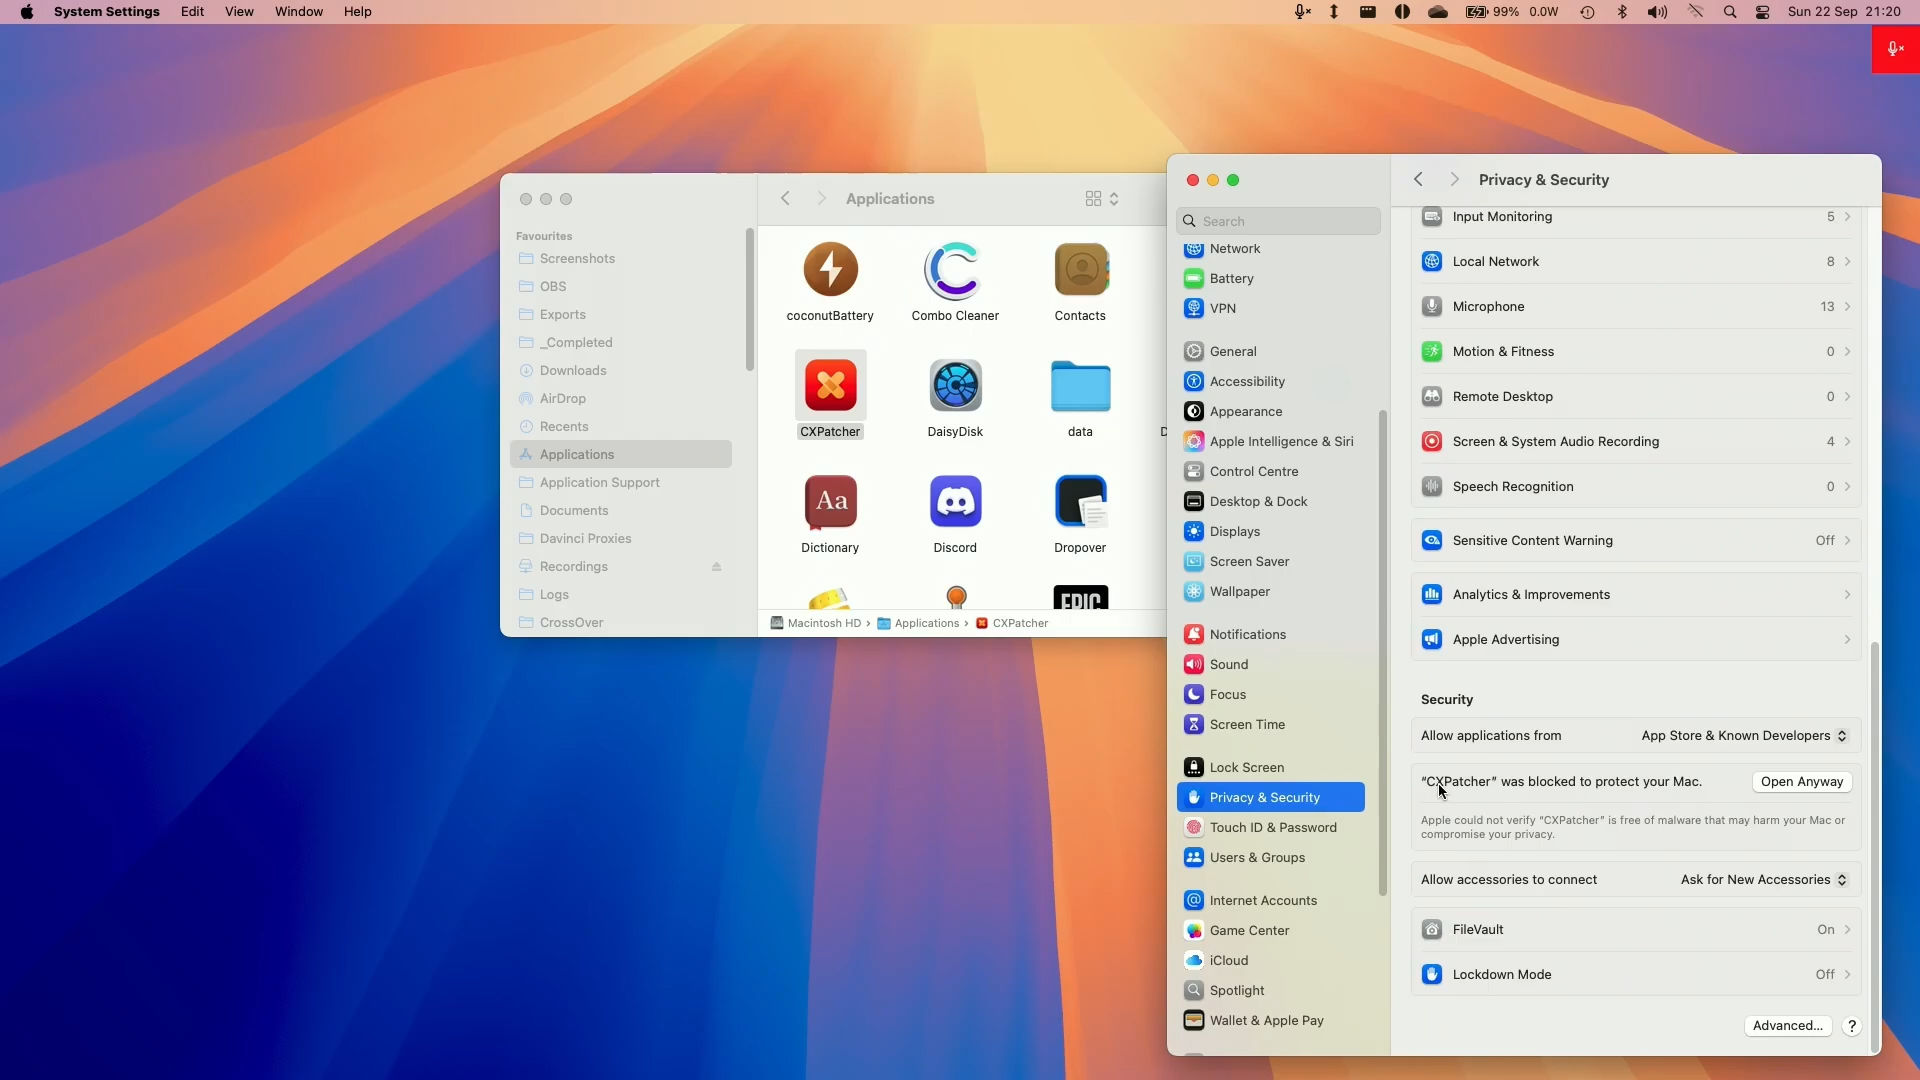 System Settings Edit View Window Help
99% 0.0W Sun 22 Sep 21:20
Favourites
Screenshots
OBS
Exports
_Completed
Downloads
AirDrop
Recents
Applications
Application Support
Documents
Davinci Proxies
Recordings
Logs
CrossOver
Applications
coconutBattery Combo Cleaner Contacts
CXPatcher DaisyDisk data D
Aa
Dictionary Discord Dropover
EPIC
Macintosh HD › Applications › CXPatcher
Search
Network
Battery
VPN
General
Accessibility
Appearance
Apple Intelligence & Siri
Control Centre
Desktop & Dock
Displays
Screen Saver
Wallpaper
Notifications
Sound
Focus
Screen Time
Lock Screen
Privacy & Security
Touch ID & Password
Users & Groups
Internet Accounts
Game Center
iCloud
Spotlight
Wallet & Apple Pay
Privacy & Security
Input Monitoring 5
Local Network 8
Microphone 13
Motion & Fitness 0
Remote Desktop 0
Screen & System Audio Recording 4
Speech Recognition 0
Sensitive Content Warning Off
Analytics & Improvements
Apple Advertising
Security
Allow applications from App Store & Known Developers
“CXPatcher” was blocked to protect your Mac. Open Anyway
Apple could not verify “CXPatcher” is free of malware that may harm your Mac or
compromise your privacy.
Allow accessories to connect Ask for New Accessories
FileVault On
Lockdown Mode Off
Advanced... ?